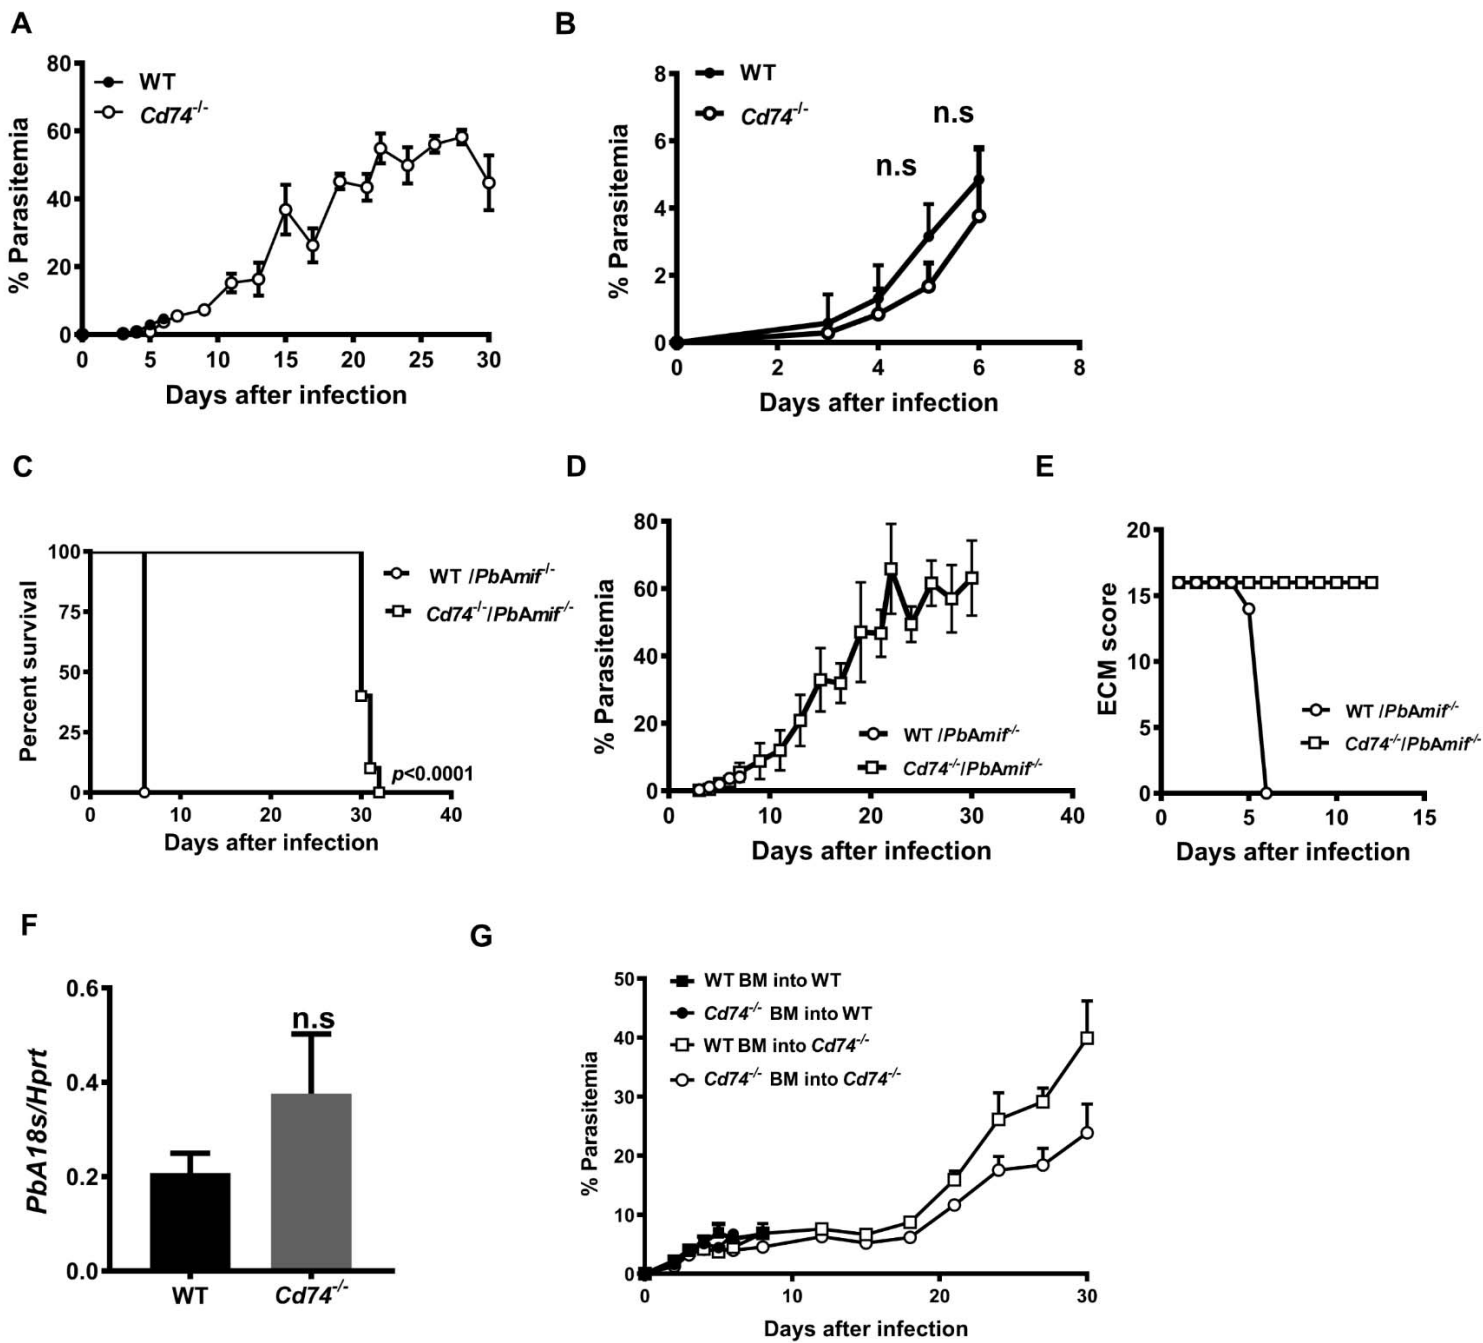 A
80
60
40
20
0
% Parasitemia
WT
Cd74-/-
0 5 10 15 20 25 30
Days after infection
B
8
6
4
2
0
% Parasitemia
WT
Cd74-/-
n.s
n.s
0 2 4 6 8
Days after infection
C
100
75
50
25
0
Percent survival
WT /PbAmif-/-
Cd74-/-/PbAmif-/-
p<0.0001
0 10 20 30 40
Days after infection
D
80
60
40
20
0
% Parasitemia
WT /PbAmif-/-
Cd74-/-/PbAmif-/-
0 10 20 30 40
Days after infection
E
20
15
10
5
0
ECM score
WT /PbAmif-/-
Cd74-/-/PbAmif-/-
0 5 10 15
Days after infection
F
0.6
0.4
0.2
0.0
PbA18s/Hprt
n.s
WT Cd74-/-
G
50
40
30
20
10
0
% Parasitemia
WT BM into WT
Cd74-/- BM into WT
WT BM into Cd74-/-
Cd74-/- BM into Cd74-/-
0 10 20 30
Days after infection